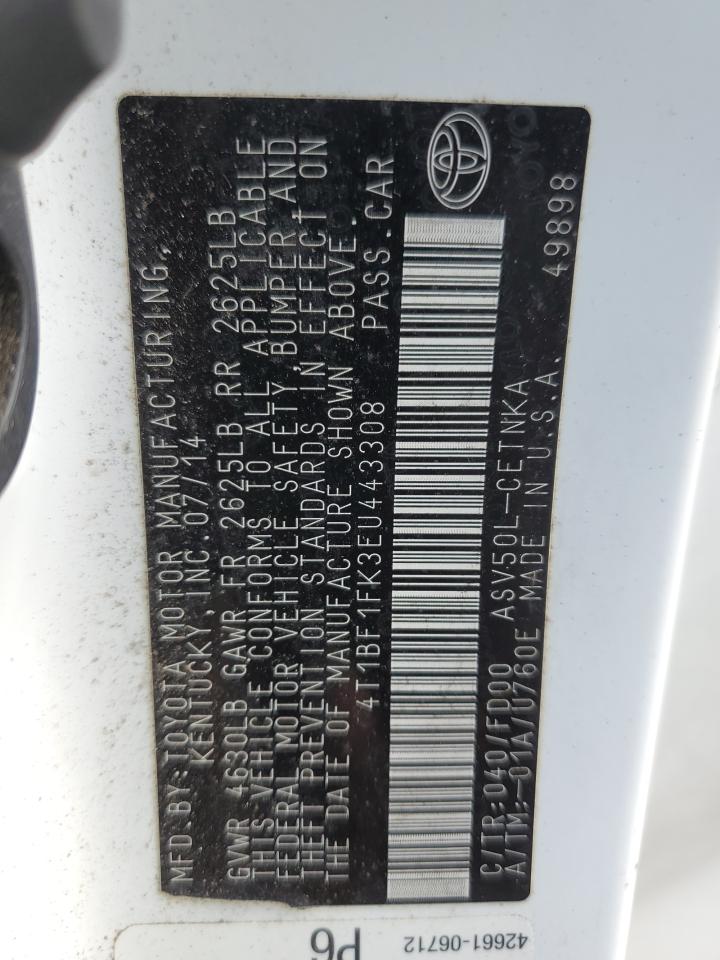 MFD BY:TOYOTA MOTOR MANUFACTURING,
KENTUCKY, INC.07/14
GVWR 4630LB GAWR FR 2625LB RR 2625LB
THIS VEHICLE CONFORMS TO ALL APPLICABLE
FEDERAL MOTOR VEHICLE SAFETY,BUMPER,AND
THEFT PREVENTION STANDARDS IN EFFECT ON
THE DATE OF MANUFACTURE SHOWN ABOVE.
4T1BF1FK3EU443308 PASS.CAR
C/TR:040/FD00 ASV50L-CETNKA 49898
A/TM:-01A/U760E MADE IN U.S.A.
P6
42661-06712